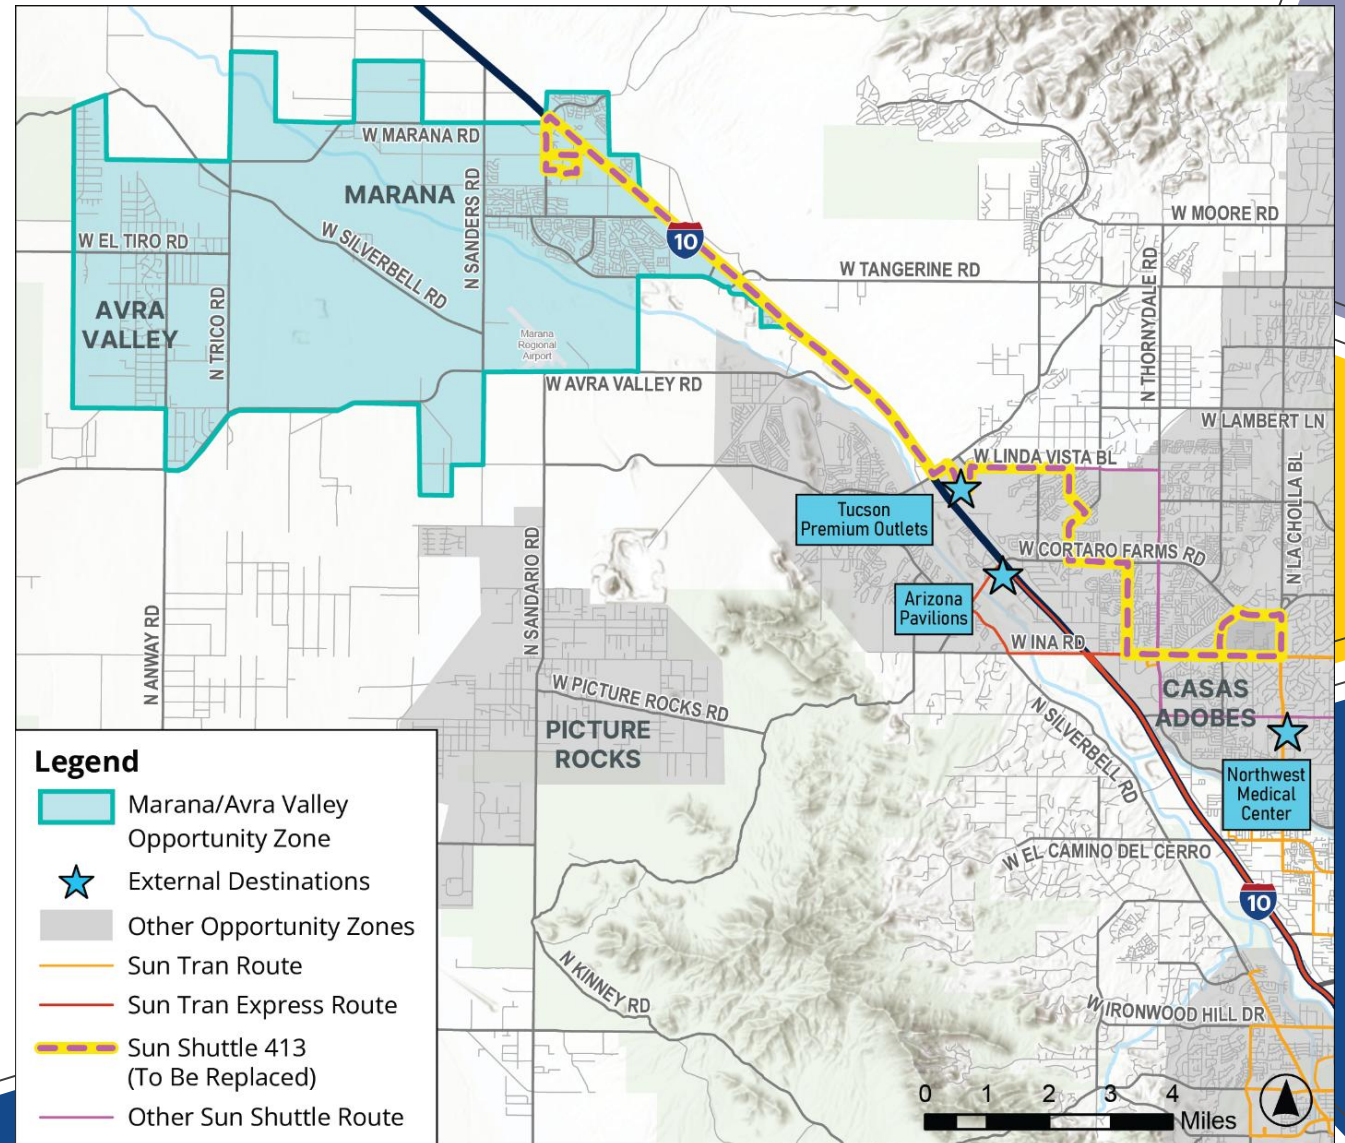 W MARANA RD
MARANA
N SANDERS RD
W MOORE RD
W EL TIRO RD
W SILVERBELL RD
10
W TANGERINE RD
N THORNYDALE RD
AVRA
VALLEY
N TRICO RD
Marana
Regional
Airport
W AVRA VALLEY RD
W LAMBERT LN
W LINDA VISTA BL
N LA CHOLLA BL
Tucson
Premium Outlets
W CORTARO FARMS RD
N SANDARIO RD
Arizona
Pavilions
N ANWAY RD
W INA RD
W PICTURE ROCKS RD
CASAS
ADOBES
PICTURE
ROCKS
N SILVERBELL RD
Northwest
Medical
Center
W EL CAMINO DEL CERRO
10
N KINNEY RD
W IRONWOOD HILL DR
Legend
Marana/Avra Valley
Opportunity Zone
External Destinations
Other Opportunity Zones
Sun Tran Route
Sun Tran Express Route
Sun Shuttle 413
(To Be Replaced)
Other Sun Shuttle Route
0 1 2 3 4
Miles